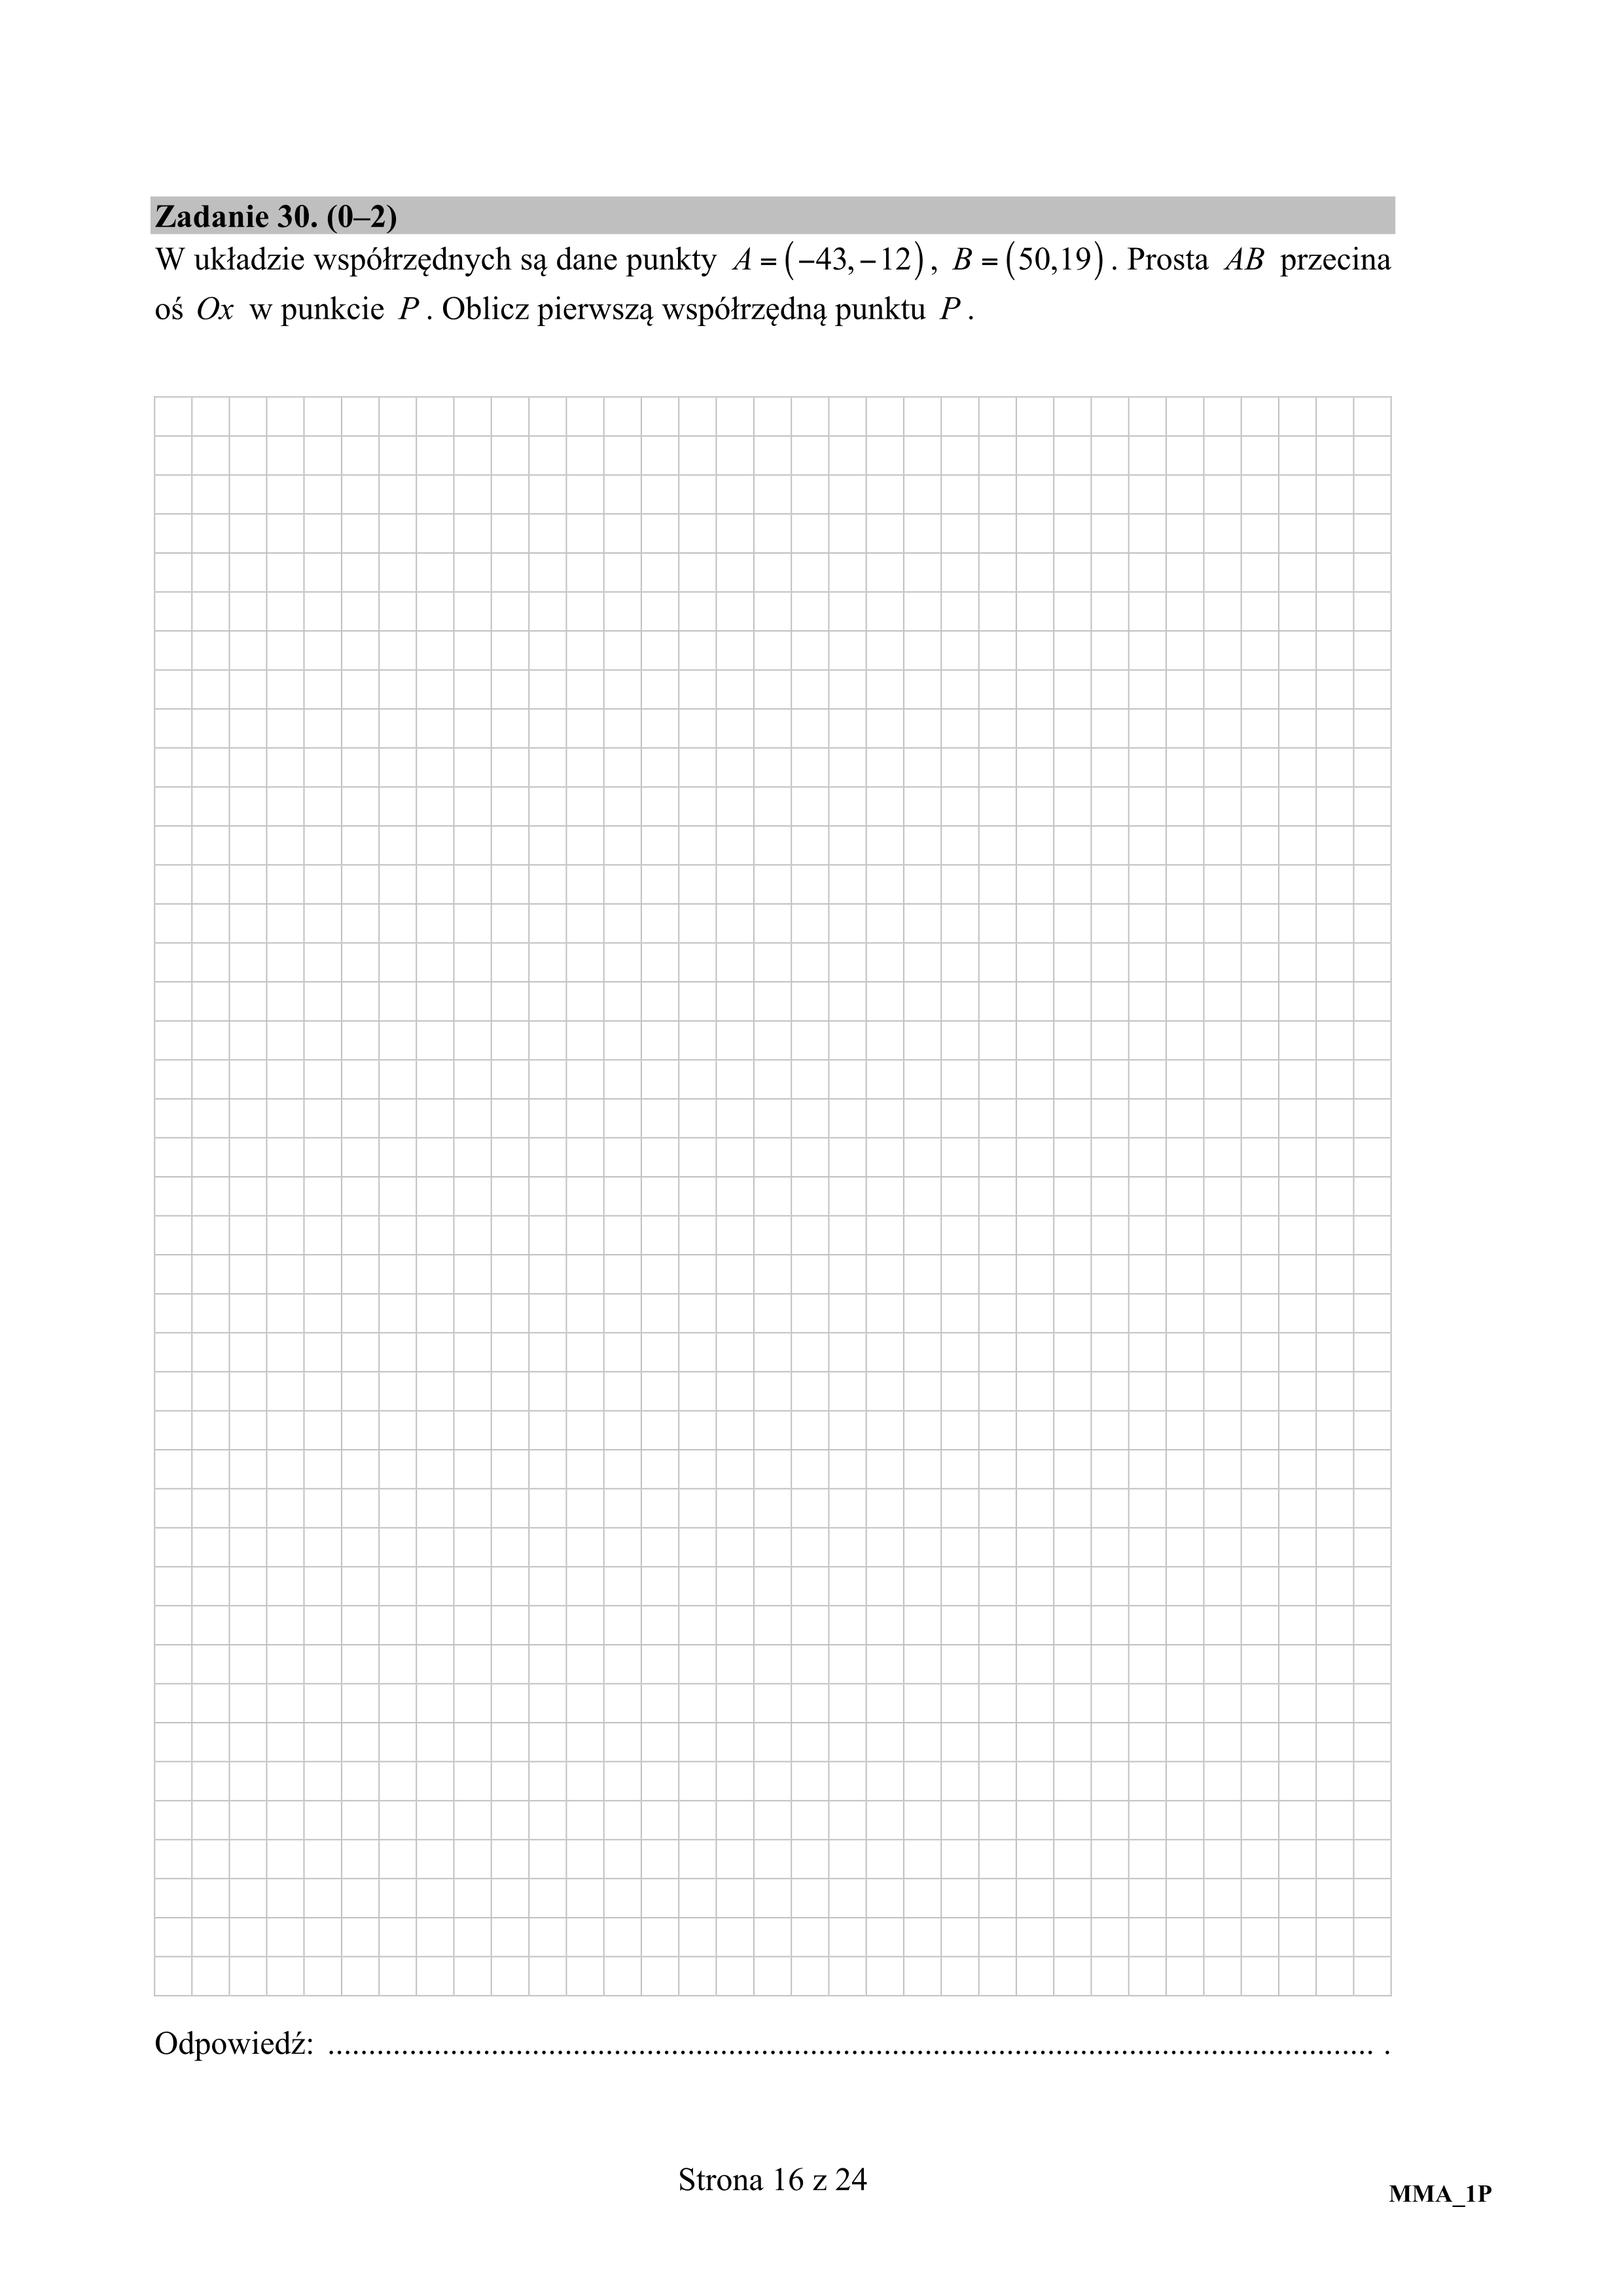 Zadanie 30. (0–2)
W układzie współrzędnych są dane punkty A = (−43, −12), B = (50,19). Prosta AB przecina
oś Ox w punkcie P. Oblicz pierwszą współrzędną punktu P.
Odpowiedź: ................................................................................................................................ .
Strona 16 z 24
MMA_1P